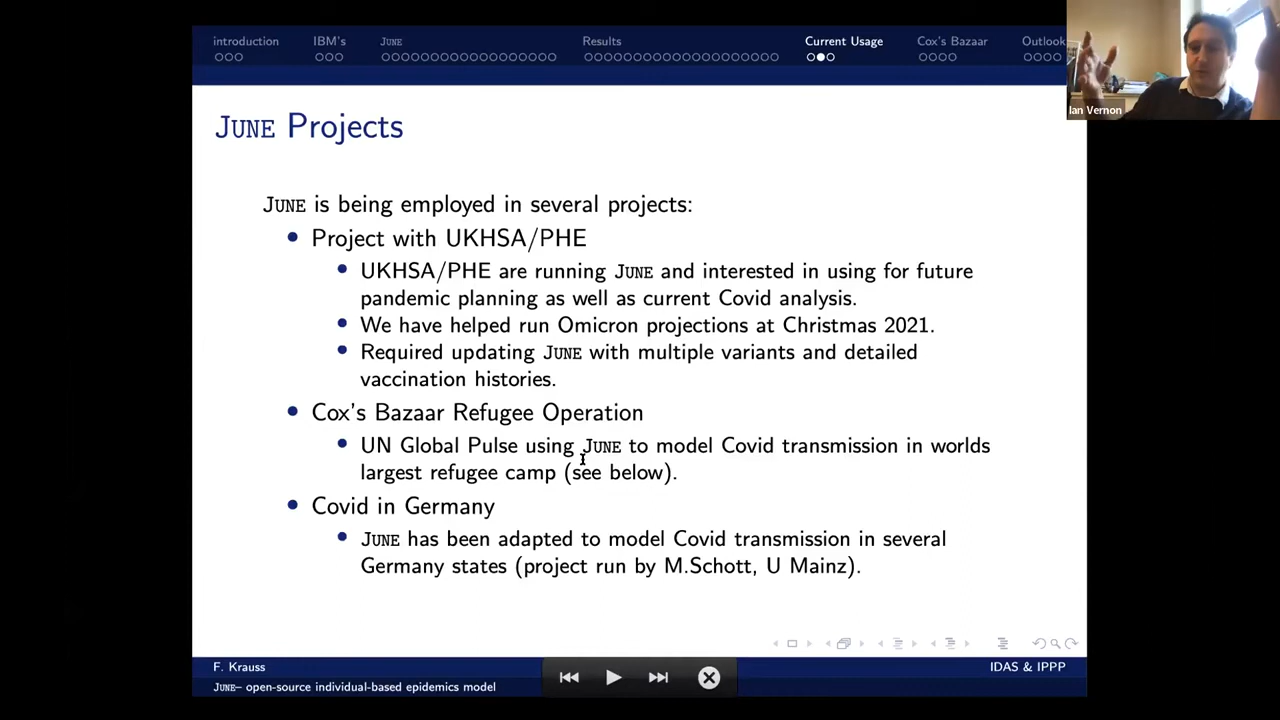 introduction IBM's JUNE Results Current Usage Cox's Bazaar Outlook
Ian Vernon
JUNE Projects
JUNE is being employed in several projects:
Project with UKHSA/PHE
UKHSA/PHE are running JUNE and interested in using for future
pandemic planning as well as current Covid analysis.
We have helped run Omicron projections at Christmas 2021.
Required updating JUNE with multiple variants and detailed
vaccination histories.
Cox's Bazaar Refugee Operation
UN Global Pulse using JUNE to model Covid transmission in worlds
largest refugee camp (see below).
Covid in Germany
JUNE has been adapted to model Covid transmission in several
Germany states (project run by M.Schott, U Mainz).
F. Krauss IDAS & IPPP
JUNE– open-source individual-based epidemics model